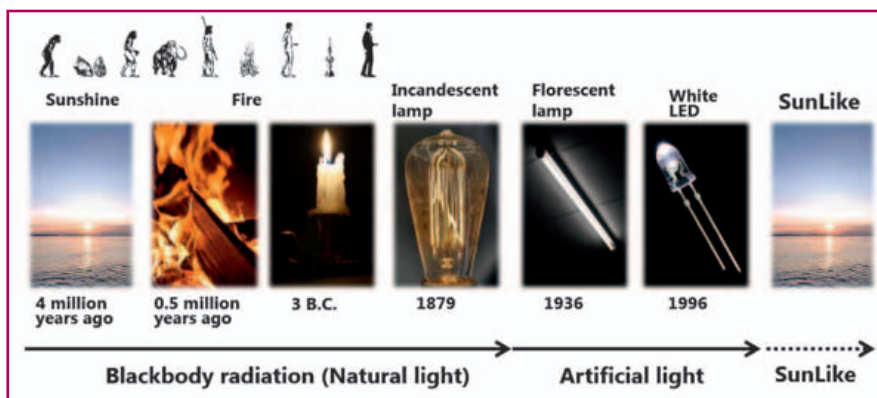 Sunshine
Fire
Incandescent
lamp
Florescent
lamp
White
LED
SunLike
4 million
years ago
0.5 million
years ago
3 B.C.
1879
1936
1996
Blackbody radiation (Natural light)
Artificial light
SunLike